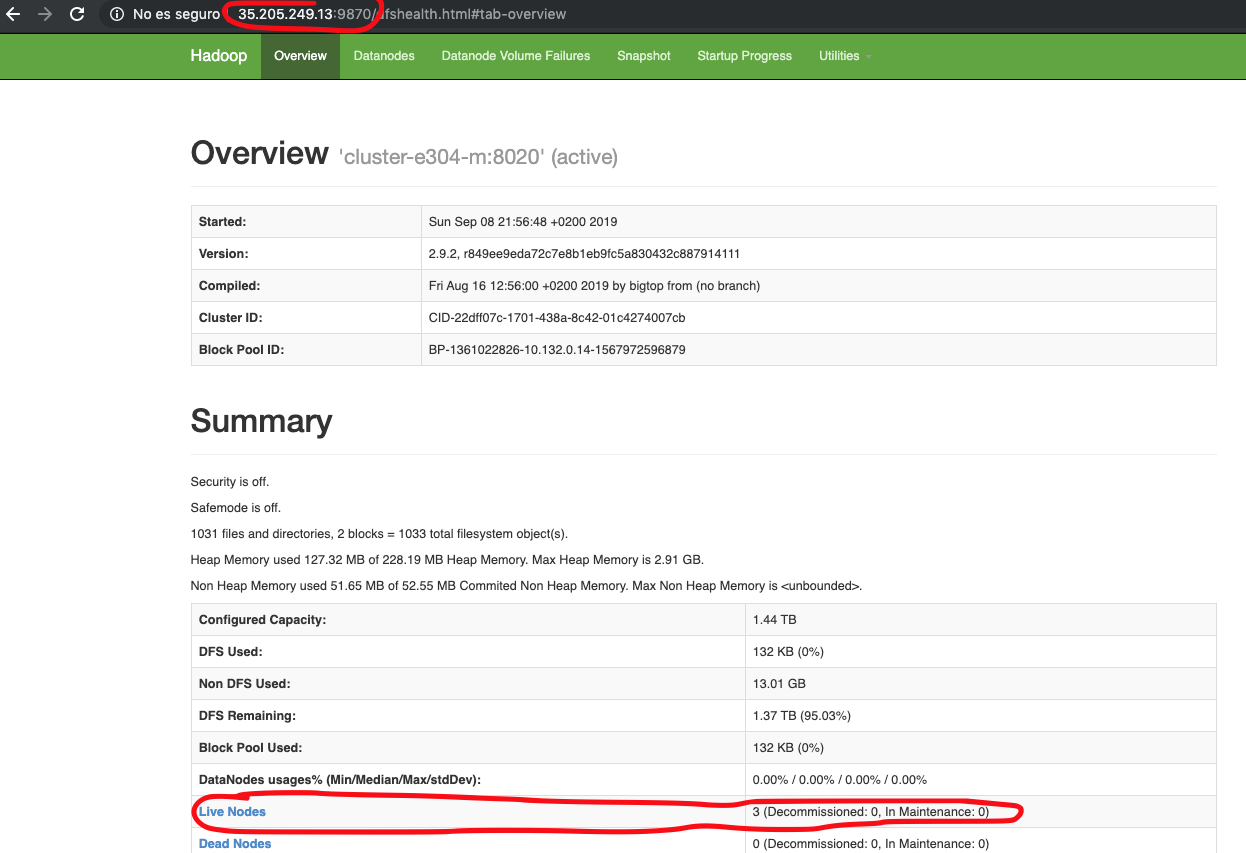 No es seguro 35.205.249.13:9870/dfshealth.html#tab-overview
Hadoop Overview Datanodes Datanode Volume Failures Snapshot Startup Progress Utilities
Overview 'cluster-e304-m:8020' (active)
Started: Sun Sep 08 21:56:48 +0200 2019
Version: 2.9.2, r849ee9eda72c7e8b1eb9fc5a830432c887914111
Compiled: Fri Aug 16 12:56:00 +0200 2019 by bigtop from (no branch)
Cluster ID: CID-22dff07c-1701-438a-8c42-01c4274007cb
Block Pool ID: BP-1361022826-10.132.0.14-1567972596879
Summary
Security is off.
Safemode is off.
1031 files and directories, 2 blocks = 1033 total filesystem object(s).
Heap Memory used 127.32 MB of 228.19 MB Heap Memory. Max Heap Memory is 2.91 GB.
Non Heap Memory used 51.65 MB of 52.55 MB Commited Non Heap Memory. Max Non Heap Memory is <unbounded>.
Configured Capacity: 1.44 TB
DFS Used: 132 KB (0%)
Non DFS Used: 13.01 GB
DFS Remaining: 1.37 TB (95.03%)
Block Pool Used: 132 KB (0%)
DataNodes usages% (Min/Median/Max/stdDev): 0.00% / 0.00% / 0.00% / 0.00%
Live Nodes 3 (Decommissioned: 0, In Maintenance: 0)
Dead Nodes 0 (Decommissioned: 0, In Maintenance: 0)